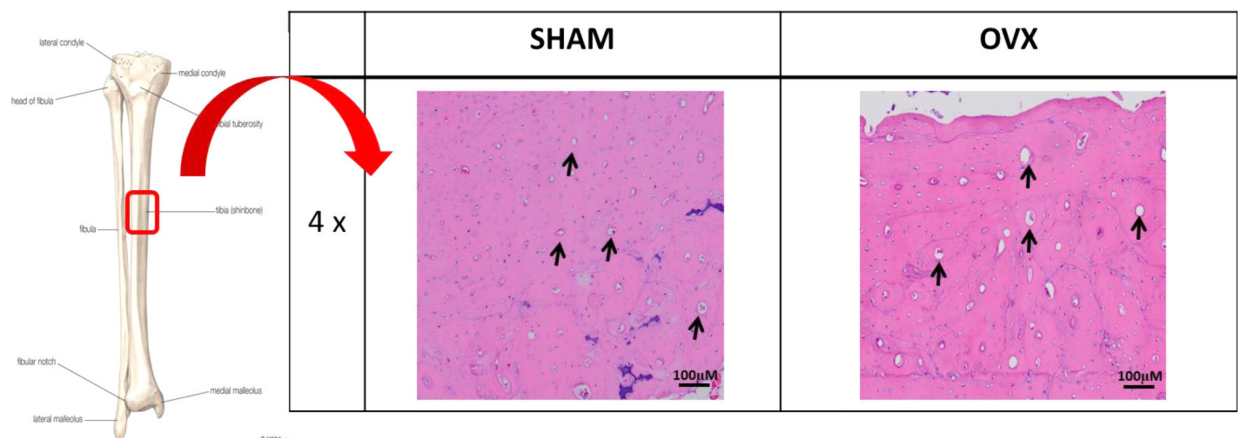 SHAM
OVX
lateral condyle
medial condyle
head of fibula
tibial tuberosity
tibia (shinbone)
fibula
4 x
fibular notch
medial malleolus
lateral malleolus
100µM
100µM